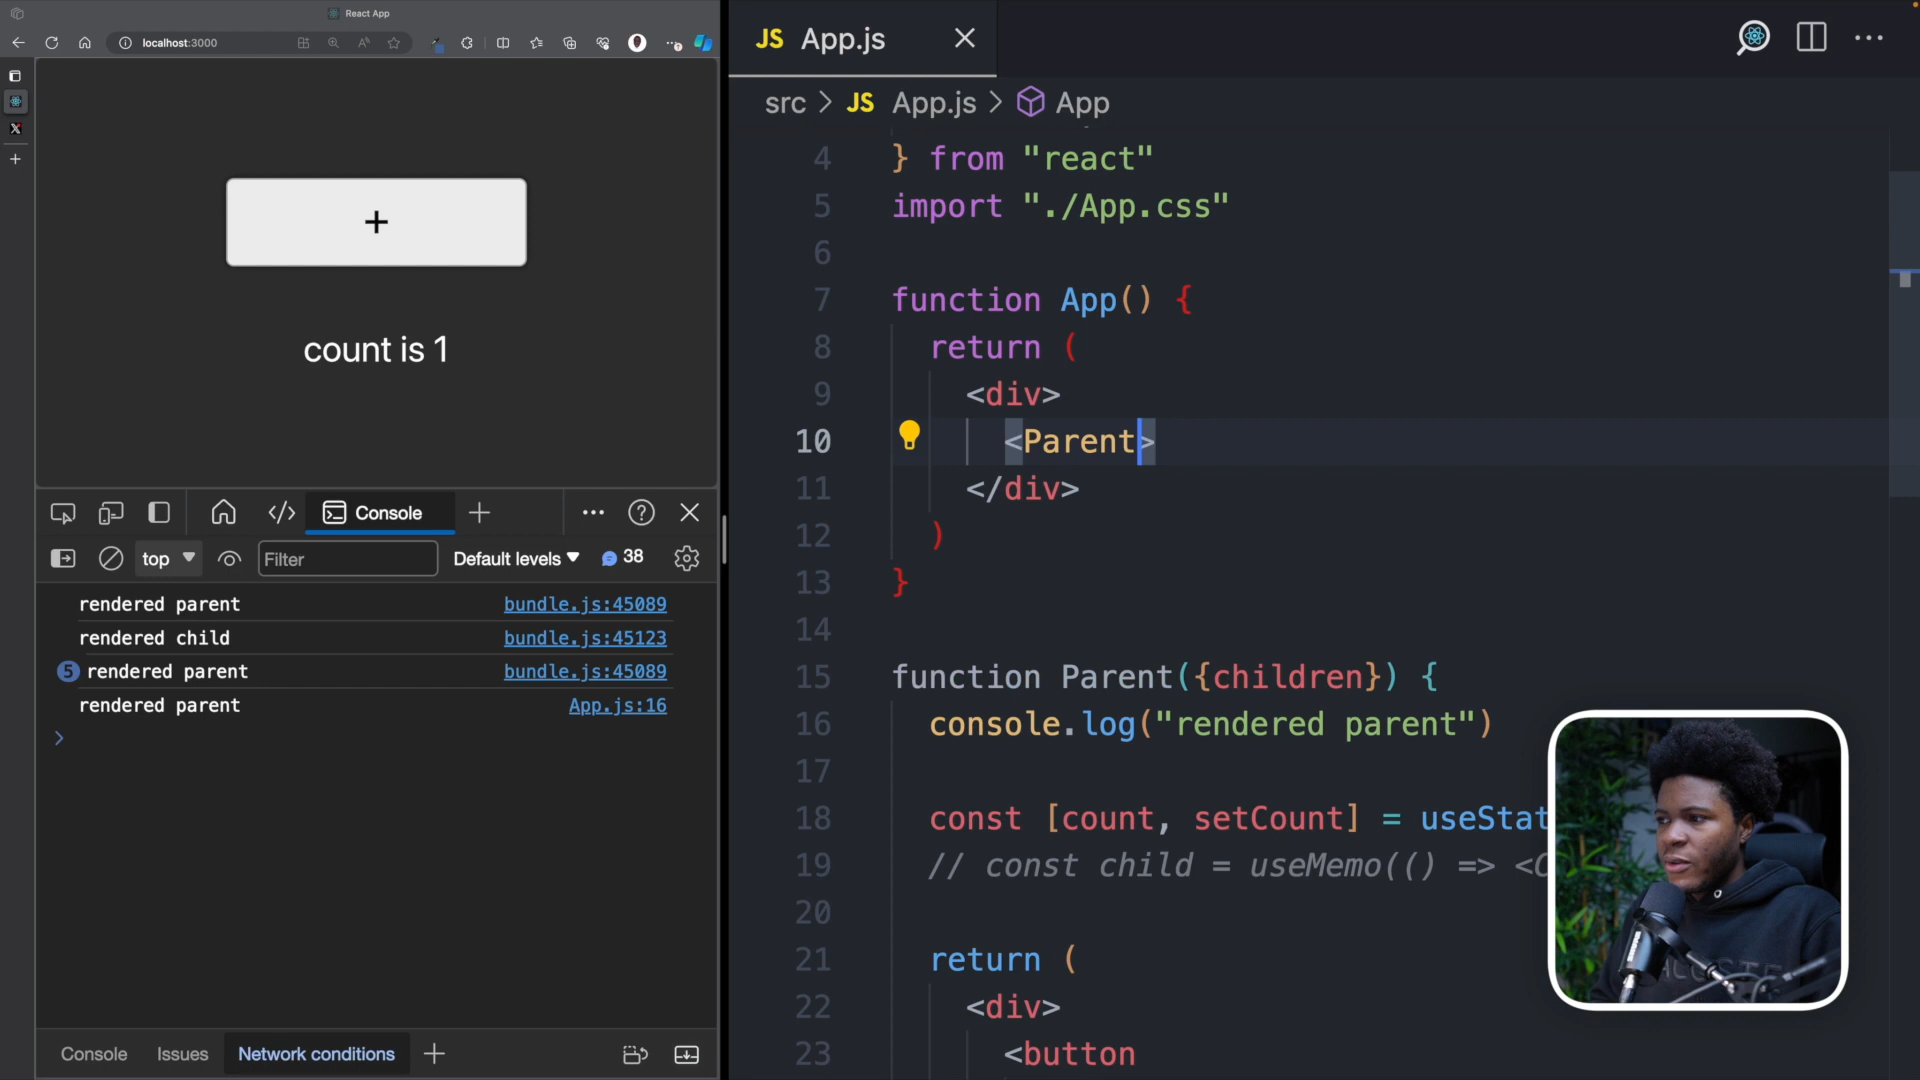 React App
localhost:3000
+
count is 1
Console
top
Filter
Default levels
38
rendered parent bundle.js:45089
rendered child bundle.js:45123
5 rendered parent bundle.js:45089
rendered parent App.js:16
>
Console Issues Network conditions
JS App.js
src > JS App.js > App
4 } from "react"
5 import "./App.css"
6
7 function App() {
8 return (
9 <div>
10 <Parent>
11 </div>
12 )
13 }
14
15 function Parent({children}) {
16 console.log("rendered parent")
17
18 const [count, setCount] = useStat
19 // const child = useMemo(() => <C
20
21 return (
22 <div>
23 <button